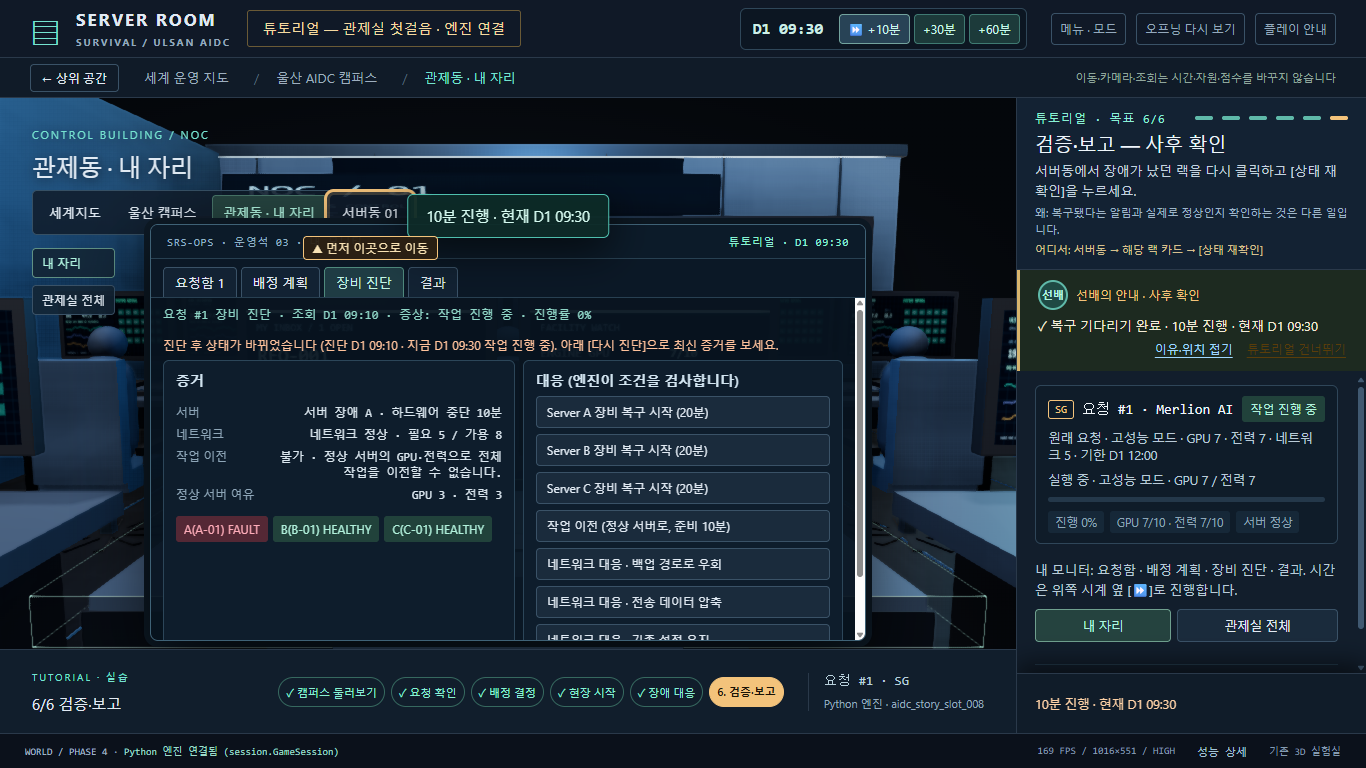 SERVER ROOM
SURVIVAL / ULSAN AIDC
튜토리얼 — 관제실 첫걸음 · 엔진 연결
D1 09:30
⏩ +10분
+30분
+60분
메뉴 · 모드
오프닝 다시 보기
플레이 안내
← 상위 공간
세계 운영 지도 / 울산 AIDC 캠퍼스 / 관제동 · 내 자리
이동·카메라·조회는 시간·자원·점수를 바꾸지 않습니다
CONTROL BUILDING / NOC
관제동 · 내 자리
세계지도
울산 캠퍼스
관제동 · 내 자리
서버동 01
10분 진행 · 현재 D1 09:30
내 자리
관제실 전체
SRS-OPS · 운영석 03 ·
▲ 먼저 이곳으로 이동
튜토리얼 · D1 09:30
요청함 1
배정 계획
장비 진단
결과
요청 #1 장비 진단 · 조회 D1 09:10 · 증상: 작업 진행 중 · 진행률 0%
진단 후 상태가 바뀌었습니다 (진단 D1 09:10 · 지금 D1 09:30 작업 진행 중). 아래 [다시 진단]으로 최신 증거를 보세요.
증거
서버 서버 장애 A · 하드웨어 중단 10분
네트워크 네트워크 정상 · 필요 5 / 가용 8
작업 이전 불가 · 정상 서버의 GPU·전력으로 전체
작업을 이전할 수 없습니다.
정상 서버 여유 GPU 3 · 전력 3
A(A-01) FAULT
B(B-01) HEALTHY
C(C-01) HEALTHY
대응 (엔진이 조건을 검사합니다)
Server A 장비 복구 시작 (20분)
Server B 장비 복구 시작 (20분)
Server C 장비 복구 시작 (20분)
작업 이전 (정상 서버로, 준비 10분)
네트워크 대응 · 백업 경로로 우회
네트워크 대응 · 전송 데이터 압축
네트워크 대응 · 기존 설정 유지
튜토리얼 · 목표 6/6
검증·보고 — 사후 확인
서버동에서 장애가 났던 랙을 다시 클릭하고 [상태 재
확인]을 누르세요.
왜: 복구됐다는 알림과 실제로 정상인지 확인하는 것은 다른 일입
니다.
어디서: 서버동 → 해당 랙 카드 → [상태 재확인]
선배
선배의 안내 · 사후 확인
✓ 복구 기다리기 완료 · 10분 진행 · 현재 D1 09:30
이유·위치 접기
튜토리얼 건너뛰기
SG
요청 #1 · Merlion AI
작업 진행 중
원래 요청 · 고성능 모드 · GPU 7 · 전력 7 · 네트워
크 5 · 기한 D1 12:00
실행 중 · 고성능 모드 · GPU 7 / 전력 7
진행 0%
GPU 7/10 · 전력 7/10
서버 정상
내 모니터: 요청함 · 배정 계획 · 장비 진단 · 결과. 시간
은 위쪽 시계 옆 [⏩]로 진행합니다.
내 자리
관제실 전체
10분 진행 · 현재 D1 09:30
TUTORIAL · 실습
6/6 검증·보고
✓ 캠퍼스 둘러보기
✓ 요청 확인
✓ 배정 결정
✓ 현장 시작
✓ 장애 대응
6. 검증·보고
요청 #1 · SG
Python 엔진 · aidc_story_slot_008
WORLD / PHASE 4 · Python 엔진 연결됨 (session.GameSession)
169 FPS / 1016×551 / HIGH
성능 상세
기존 3D 실험실